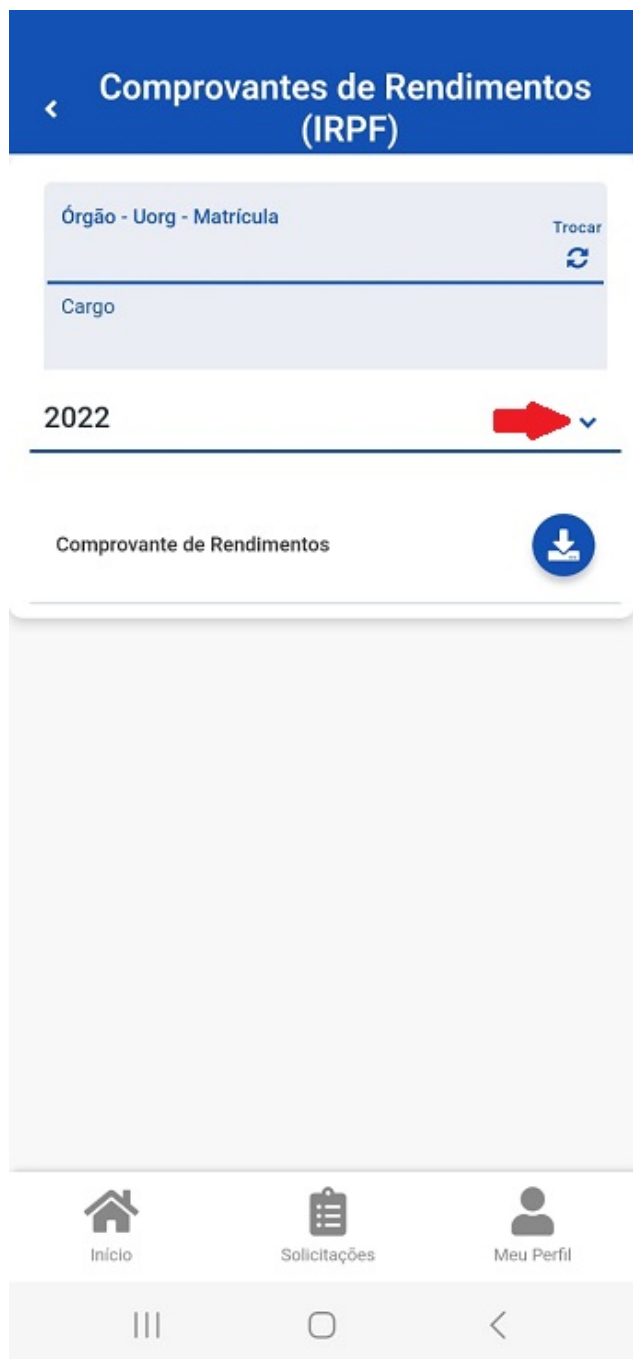 Comprovantes de Rendimentos
(IRPF)
Órgão - Uorg - Matrícula
Trocar
Cargo
2022
Comprovante de Rendimentos
Início
Solicitações
Meu Perfil